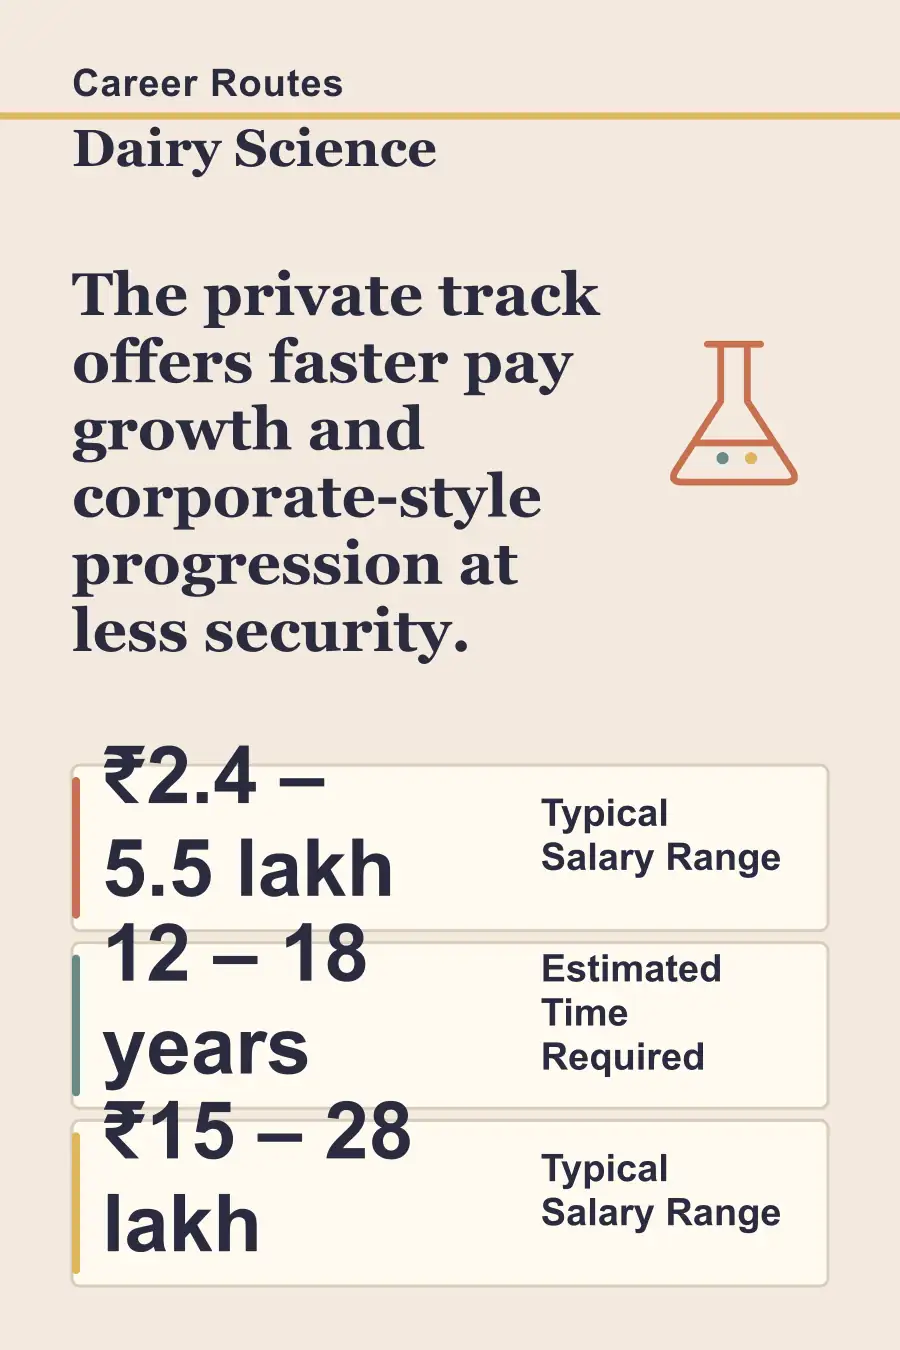 Career Routes
Dairy Science
The private track
offers faster pay
growth and
corporate-style
progression at
less security.
₹2.4 –
5.5 lakh
Typical
Salary Range
12 – 18
years
Estimated
Time
Required
₹15 – 28
lakh
Typical
Salary Range